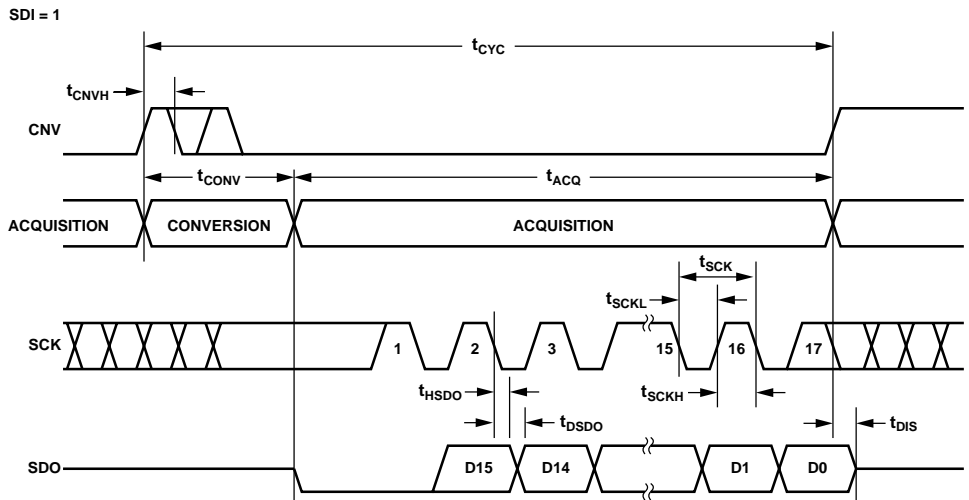 SDI = 1
tCYC
tCNVH
CNV
tCONV
tACQ
ACQUISITION CONVERSION ACQUISITION
tSCK
tSCKL
SCK 1 2 3 15 16 17
tHSDO
tSCKH
tDSDO
tDIS
SDO D15 D14 D1 D0